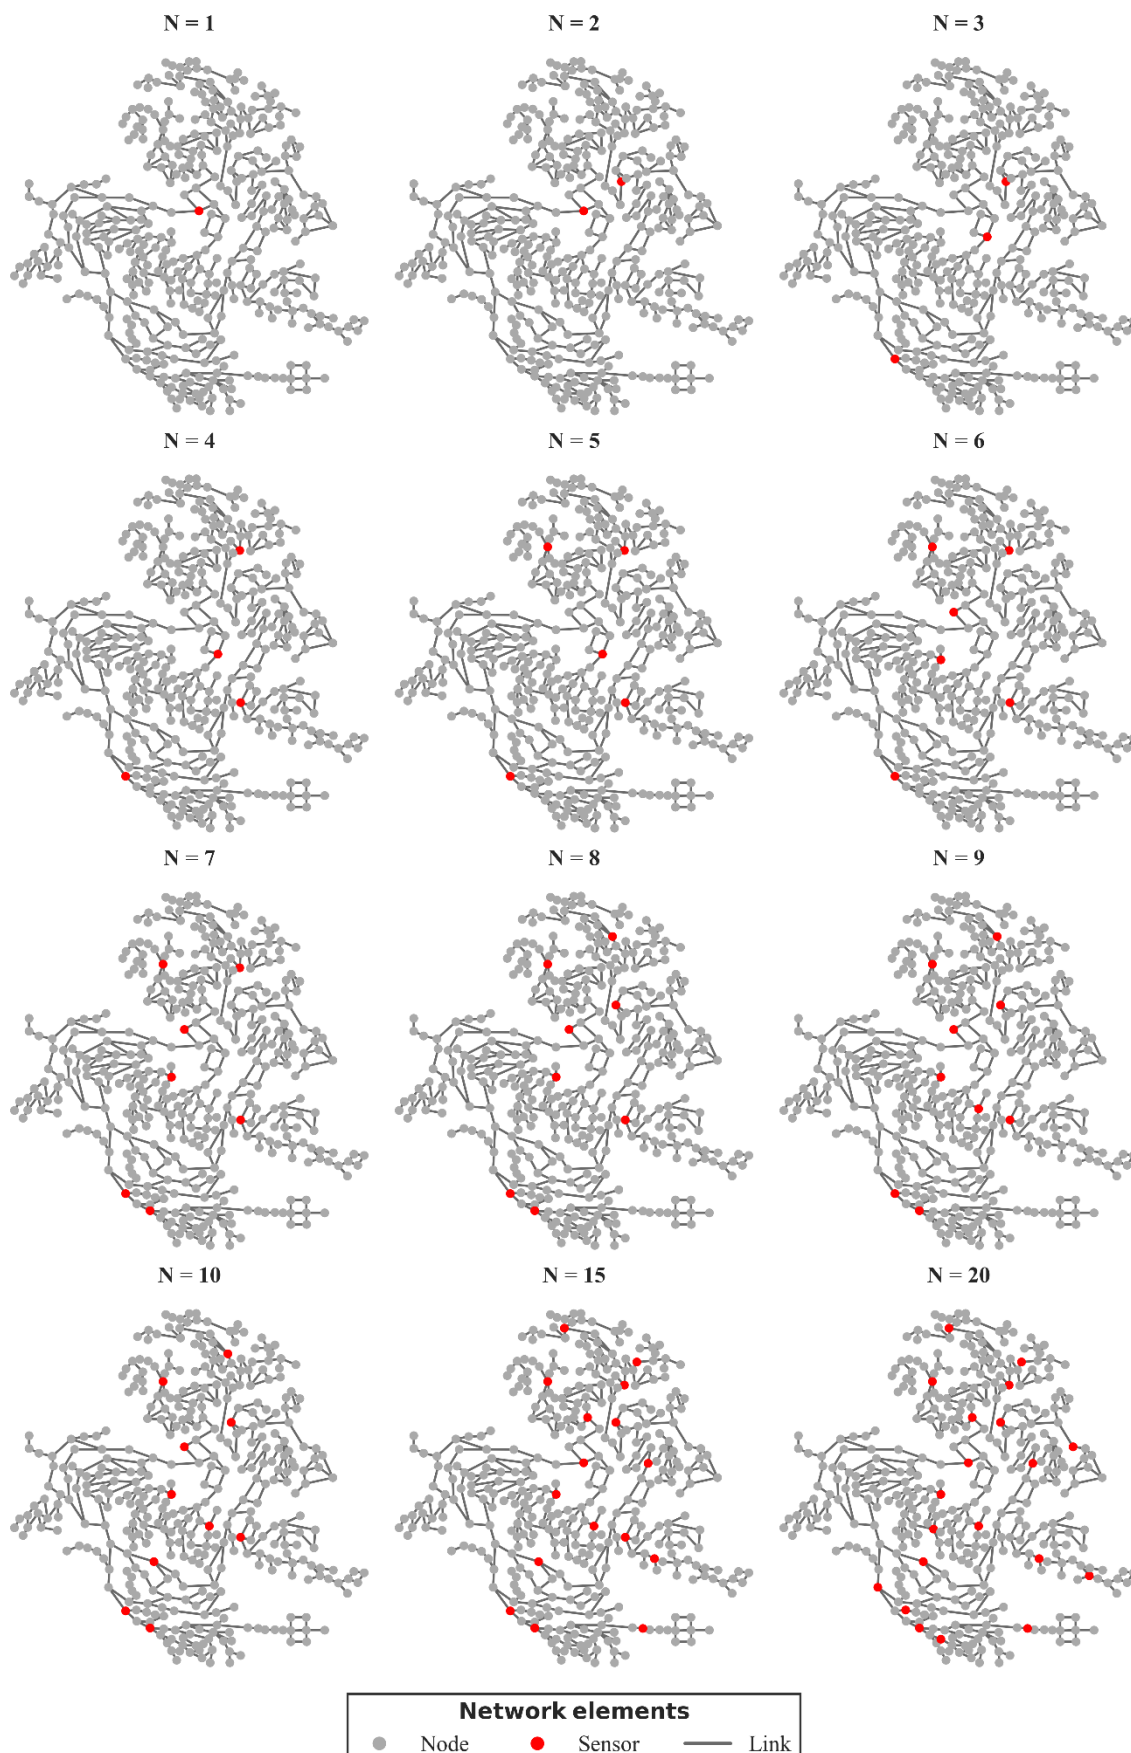 N = 1 N = 2 N = 3
N = 4 N = 5 N = 6
N = 7 N = 8 N = 9
N = 10 N = 15 N = 20
Network elements
Node Sensor Link